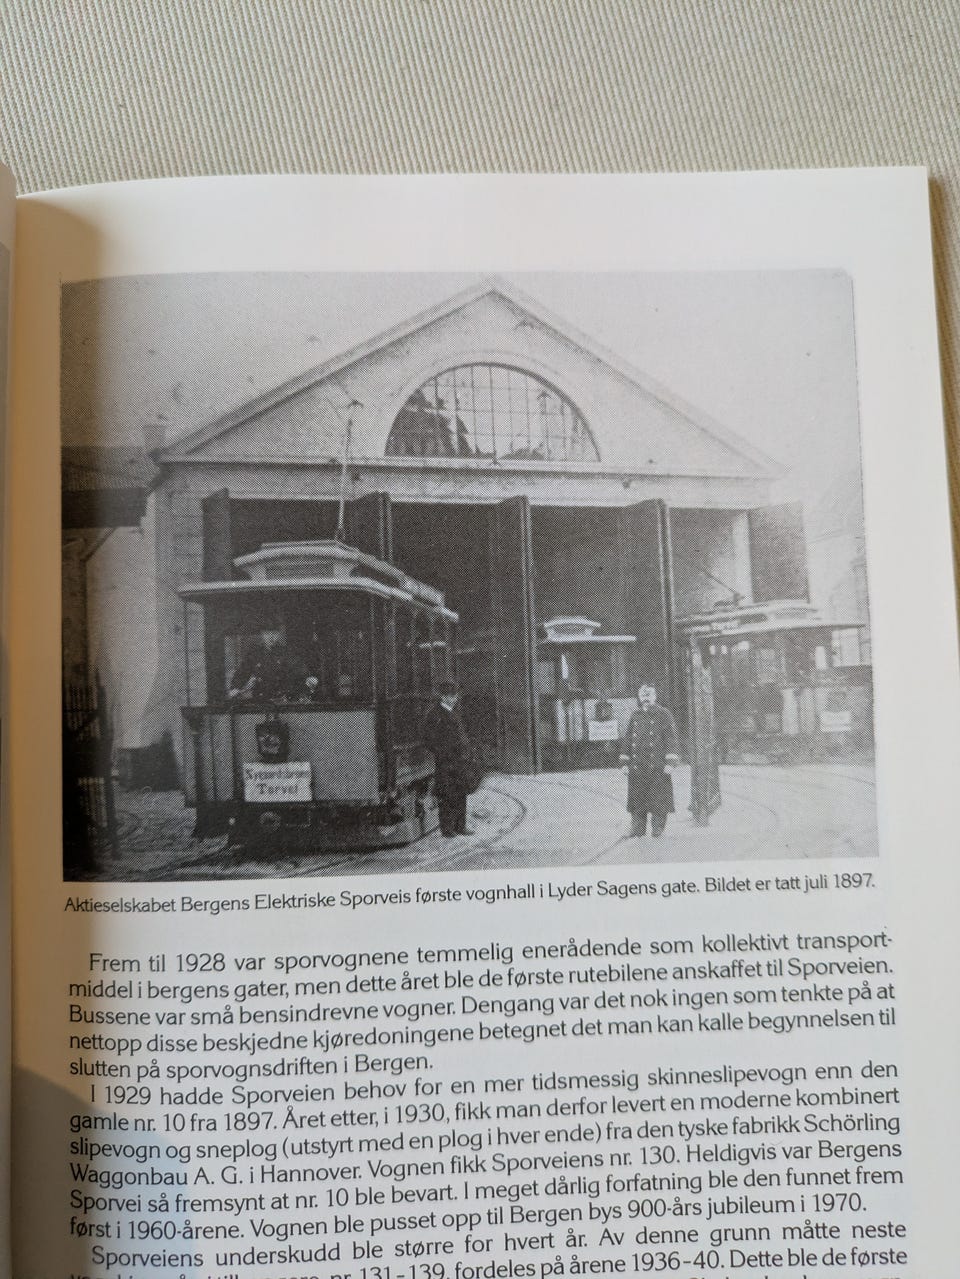 Nygaardsbroen
Torvet
Aktieselskabet Bergens Elektriske Sporveis første vognhall i Lyder Sagens gate. Bildet er tatt juli 1897.
Frem til 1928 var sporvognene temmelig enerådende som kollektivt transport-
middel i bergens gater, men dette året ble de første rutebilene anskaffet til Sporveien.
Bussene var små bensindrevne vogner. Dengang var det nok ingen som tenkte på at
nettopp disse beskjedne kjøredoningene betegnet det man kan kalle begynnelsen til
slutten på sporvognsdriften i Bergen.
I 1929 hadde Sporveien behov for en mer tidsmessig skinneslipevogn enn den
gamle nr. 10 fra 1897. Året etter, i 1930, fikk man derfor levert en moderne kombinert
slipevogn og sneplog (utstyrt med en plog i hver ende) fra den tyske fabrikk Schörling
Waggonbau A. G. i Hannover. Vognen fikk Sporveiens nr. 130. Heldigvis var Bergens
Sporvei så fremsynt at nr. 10 ble bevart. I meget dårlig forfatning ble den funnet frem
først i 1960-årene. Vognen ble pusset opp til Bergen bys 900-års jubileum i 1970.
Sporveiens underskudd ble større for hvert år. Av denne grunn måtte neste
nr. 131–139, fordeles på årene 1936–40. Dette ble de første